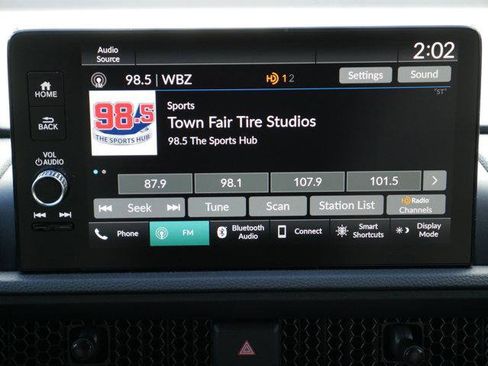 Audio
Source
2:02
98.5 | WBZ
HD 1 2
Settings
Sound
"ST"
HOME
BACK
VOL
AUDIO
98.5
THE SPORTS HUB
Sports
Town Fair Tire Studios
98.5 The Sports Hub
87.9
98.1
107.9
101.5
Seek
Tune
Scan
Station List
HD Radio
Channels
Phone
FM
Bluetooth
Audio
Connect
Smart
Shortcuts
Display
Mode